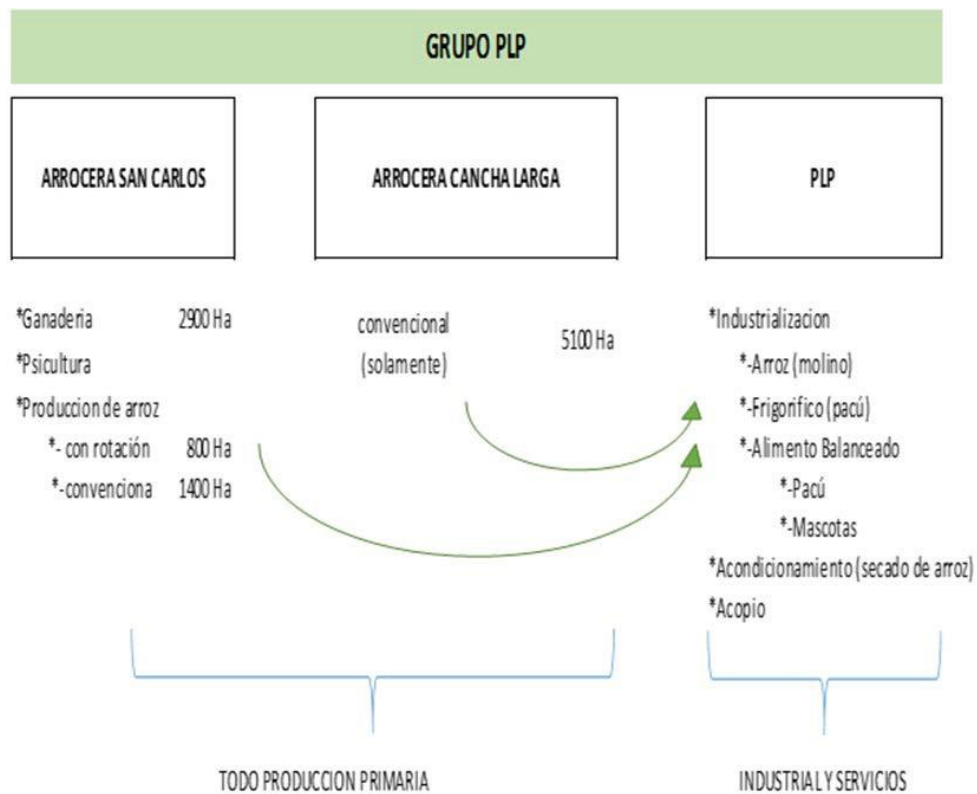 GRUPO PLP
ARROCERA SAN CARLOS
ARROCERA CANCHA LARGA
PLP
*Ganaderia 2900 Ha
*Psicultura
*Produccion de arroz
*- con rotación 800 Ha
*-convenciona 1400 Ha
convencional
(solamente)
5100 Ha
*Industrializacion
*-Arroz (molino)
*-Frigorifico (pacú)
*-Alimento Balanceado
*-Pacú
*-Mascotas
*Acondicionamiento (secado de arroz)
*Acopio
TODO PRODUCCION PRIMARIA
INDUSTRIAL Y SERVICIOS